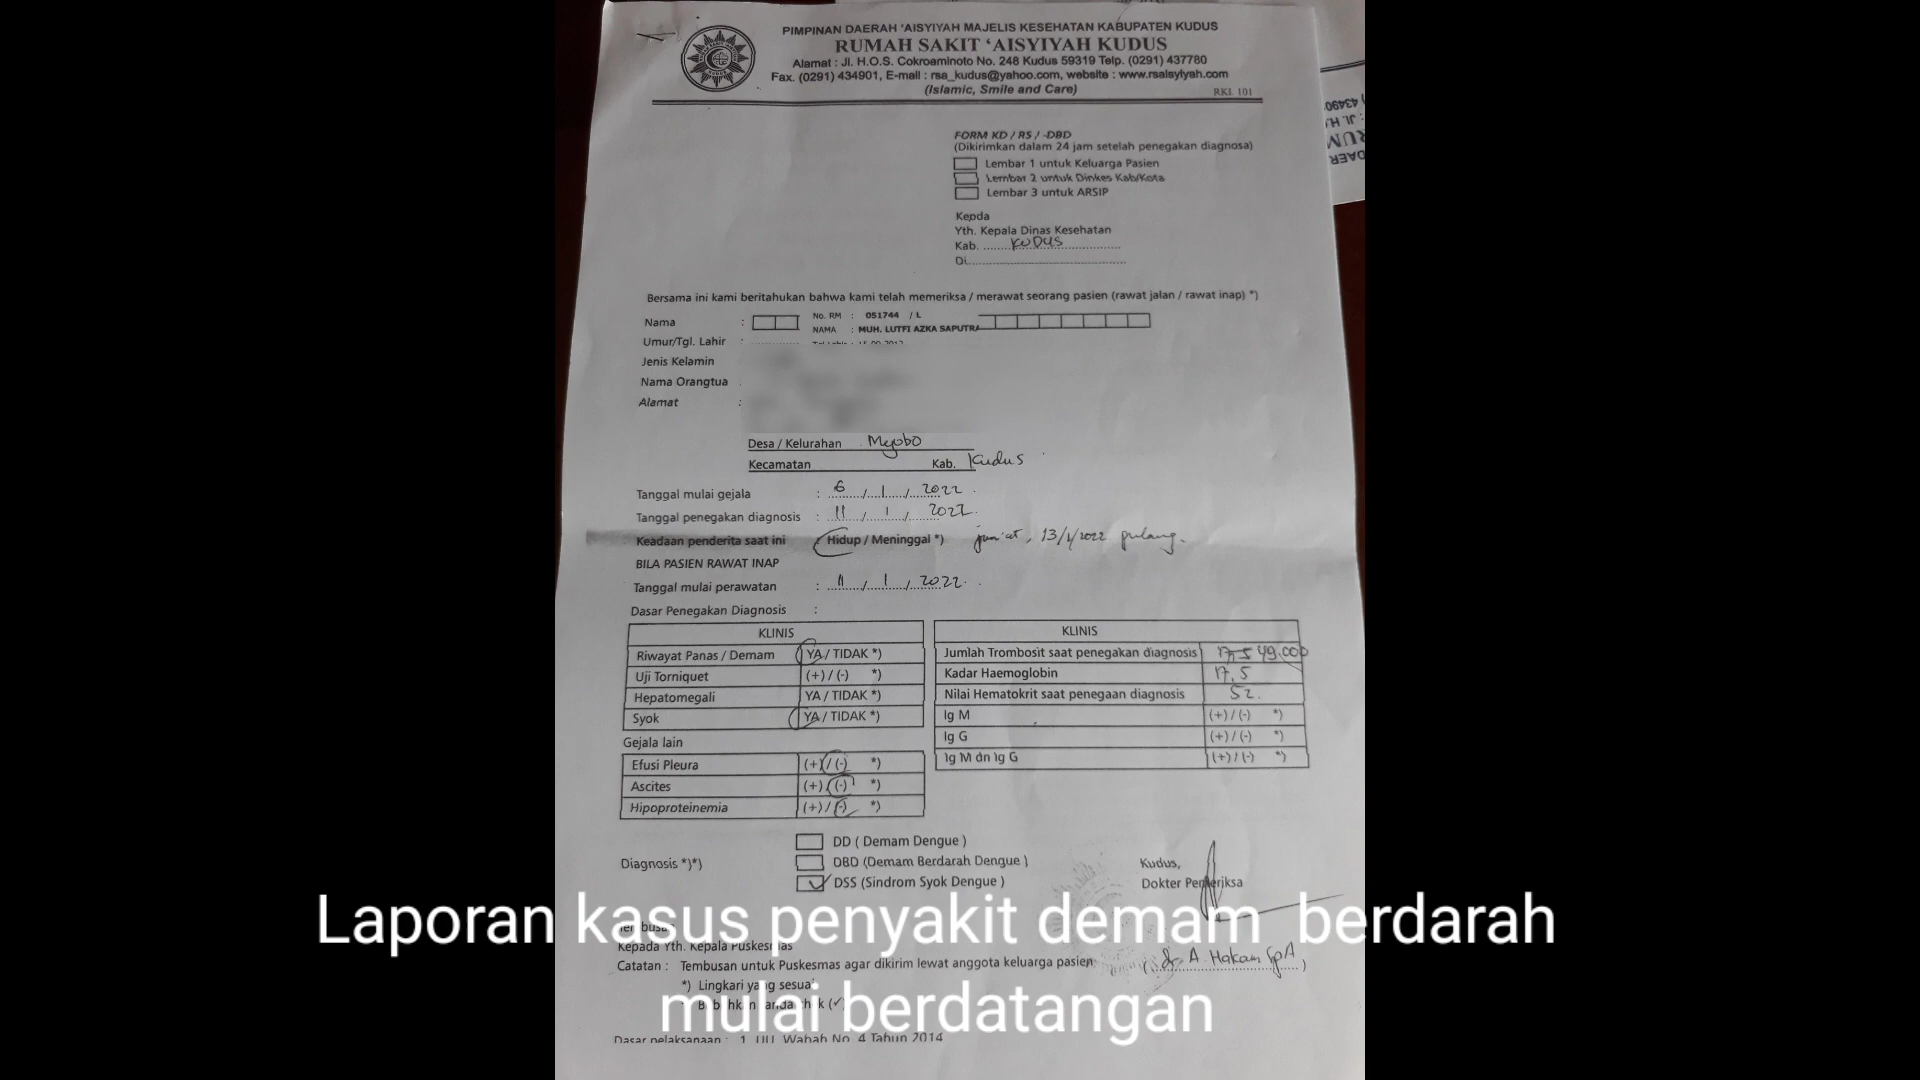 PIMPINAN DAERAH 'AISYIYAH MAJELIS KESEHATAN KABUPATEN KUDUS
RUMAH SAKIT 'AISYIYAH KUDUS
Alamat : Jl. H.O.S. Cokroaminoto No. 248 Kudus 59319 Telp. (0291) 437780
Fax. (0291) 434901, E-mail : rsa_kudus@yahoo.com, website : www.rsaisyiyah.com
(Islamic, Smile and Care)
RKI. 101
FORM KD / RS / -DBD
(Dikirimkan dalam 24 jam setelah penegakan diagnosa)
Lembar 1 untuk Keluarga Pasien
Lembar 2 untuk Dinkes Kab/Kota
Lembar 3 untuk ARSIP
Kepda
Yth. Kepala Dinas Kesehatan
Kab. KUDUS
Di
Bersama ini kami beritahukan bahwa kami telah memeriksa / merawat seorang pasien (rawat jalan / rawat inap) *)
No. RM : 051744 / L
Nama : NAMA : MUH. LUTFI AZKA SAPUTRA
Umur/Tgl. Lahir :
Jenis Kelamin
Nama Orangtua
Alamat :
Desa / Kelurahan Mejobo
Kecamatan Kab. Kudus
Tanggal mulai gejala : 6 / 1 / 2022
Tanggal penegakan diagnosis : 11 / 1 / 2022
Keadaan penderita saat ini : Hidup / Meninggal *) jum'at, 13/1/2022 pulang.
BILA PASIEN RAWAT INAP
Tanggal mulai perawatan : 11 / 1 / 2022
Dasar Penegakan Diagnosis :
KLINIS
Riwayat Panas / Demam YA / TIDAK *)
Uji Torniquet (+) / (-) *)
Hepatomegali YA / TIDAK *)
Syok YA / TIDAK *)
Gejala lain
Efusi Pleura (+) / (-) *)
Ascites (+) / (-) *)
Hipoproteinemia (+) / (-) *)
KLINIS
Jumlah Trombosit saat penegakan diagnosis 17,5 49.000
Kadar Haemoglobin 17,5
Nilai Hematokrit saat penegaan diagnosis 52.
Ig M (+) / (-) *)
Ig G (+) / (-) *)
Ig M dn Ig G (+) / (-) *)
Diagnosis *)*)
DD ( Demam Dengue )
DBD (Demam Berdarah Dengue )
DSS (Sindrom Syok Dengue )
Kudus,
Dokter Pemeriksa
dr. A. Hakam SpA
Kepada Yth. Kepala Puskesmas
Catatan : Tembusan untuk Puskesmas agar dikirim lewat anggota keluarga pasien
*) Lingkari yang sesuai
Dasar pelaksanaan : 1. UU. Wabah No. 4 Tahun 2014
Laporan kasus penyakit demam berdarah
mulai berdatangan